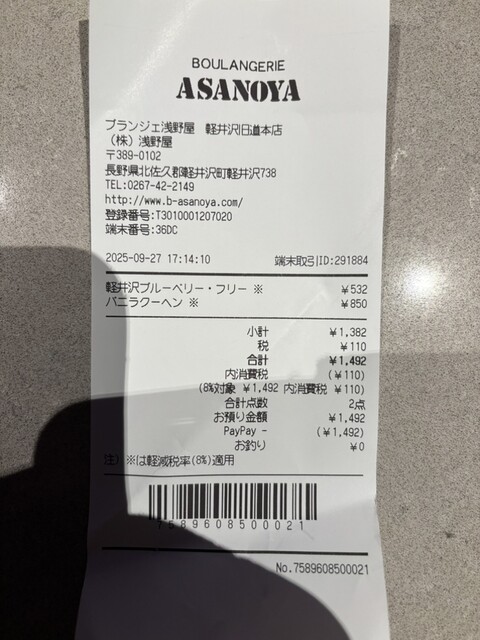 BOULANGERIE
ASANOYA
ブランジェ浅野屋　軽井沢旧道本店
（株）浅野屋
〒389-0102
長野県北佐久郡軽井沢町軽井沢738
TEL:0267-42-2149
http://www.b-asanoya.com/
登録番号:T3010001207020
端末番号:36DC
2025-09-27 17:14:10　端末取引ID:291884
軽井沢ブルーベリー・フリー ※　¥532
バニラクーヘン ※　¥850
小計　¥1,382
税　¥110
合計　¥1,492
内消費税　(¥110)
(8%対象 ¥1,492 内消費税 ¥110)
合計点数　2点
お預り金額　¥1,492
PayPay -　(¥1,492)
お釣り　¥0
注）※は軽減税率(8%)適用
7589608500021
No.7589608500021